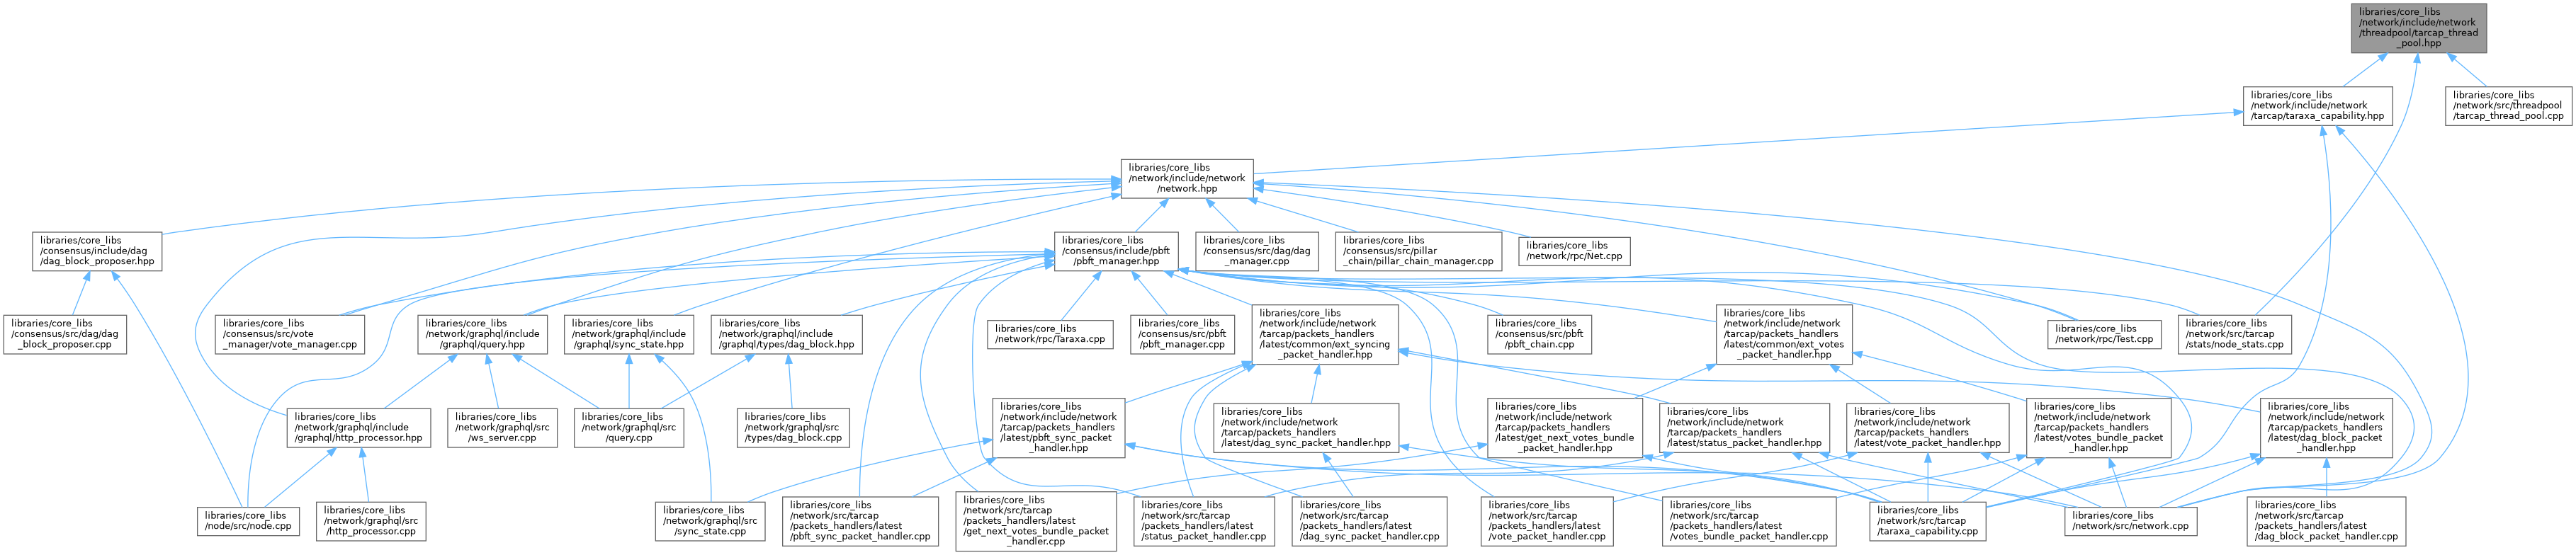 libraries/core_libs
/network/include/network
/threadpool/tarcap_thread
_pool.hpp
libraries/core_libs
/network/include/network
/tarcap/taraxa_capability.hpp
libraries/core_libs
/network/src/threadpool
/tarcap_thread_pool.cpp
libraries/core_libs
/network/include/network
/network.hpp
libraries/core_libs
/consensus/include/dag
/dag_block_proposer.hpp
libraries/core_libs
/consensus/include/pbft
/pbft_manager.hpp
libraries/core_libs
/consensus/src/dag/dag
_manager.cpp
libraries/core_libs
/consensus/src/pillar
_chain/pillar_chain_manager.cpp
libraries/core_libs
/network/rpc/Net.cpp
libraries/core_libs
/consensus/src/dag/dag
_block_proposer.cpp
libraries/core_libs
/consensus/src/vote
_manager/vote_manager.cpp
libraries/core_libs
/network/graphql/include
/graphql/query.hpp
libraries/core_libs
/network/graphql/include
/graphql/sync_state.hpp
libraries/core_libs
/network/graphql/include
/graphql/types/dag_block.hpp
libraries/core_libs
/network/rpc/Taraxa.cpp
libraries/core_libs
/consensus/src/pbft
/pbft_manager.cpp
libraries/core_libs
/network/include/network
/tarcap/packets_handlers
/latest/common/ext_syncing
_packet_handler.hpp
libraries/core_libs
/consensus/src/pbft
/pbft_chain.cpp
libraries/core_libs
/network/include/network
/tarcap/packets_handlers
/latest/common/ext_votes
_packet_handler.hpp
libraries/core_libs
/network/rpc/Test.cpp
libraries/core_libs
/network/src/tarcap
/stats/node_stats.cpp
libraries/core_libs
/network/graphql/include
/graphql/http_processor.hpp
libraries/core_libs
/network/graphql/src
/ws_server.cpp
libraries/core_libs
/network/graphql/src
/query.cpp
libraries/core_libs
/network/graphql/src
/types/dag_block.cpp
libraries/core_libs
/network/include/network
/tarcap/packets_handlers
/latest/pbft_sync_packet
_handler.hpp
libraries/core_libs
/network/include/network
/tarcap/packets_handlers
/latest/dag_sync_packet_handler.hpp
libraries/core_libs
/network/include/network
/tarcap/packets_handlers
/latest/get_next_votes_bundle
_packet_handler.hpp
libraries/core_libs
/network/include/network
/tarcap/packets_handlers
/latest/status_packet_handler.hpp
libraries/core_libs
/network/include/network
/tarcap/packets_handlers
/latest/vote_packet_handler.hpp
libraries/core_libs
/network/include/network
/tarcap/packets_handlers
/latest/votes_bundle_packet
_handler.hpp
libraries/core_libs
/network/include/network
/tarcap/packets_handlers
/latest/dag_block_packet
_handler.hpp
libraries/core_libs
/node/src/node.cpp
libraries/core_libs
/network/graphql/src
/http_processor.cpp
libraries/core_libs
/network/graphql/src
/sync_state.cpp
libraries/core_libs
/network/src/tarcap
/packets_handlers/latest
/pbft_sync_packet_handler.cpp
libraries/core_libs
/network/src/tarcap
/packets_handlers/latest
/get_next_votes_bundle_packet
_handler.cpp
libraries/core_libs
/network/src/tarcap
/packets_handlers/latest
/status_packet_handler.cpp
libraries/core_libs
/network/src/tarcap
/packets_handlers/latest
/dag_sync_packet_handler.cpp
libraries/core_libs
/network/src/tarcap
/packets_handlers/latest
/vote_packet_handler.cpp
libraries/core_libs
/network/src/tarcap
/packets_handlers/latest
/votes_bundle_packet_handler.cpp
libraries/core_libs
/network/src/tarcap
/taraxa_capability.cpp
libraries/core_libs
/network/src/network.cpp
libraries/core_libs
/network/src/tarcap
/packets_handlers/latest
/dag_block_packet_handler.cpp